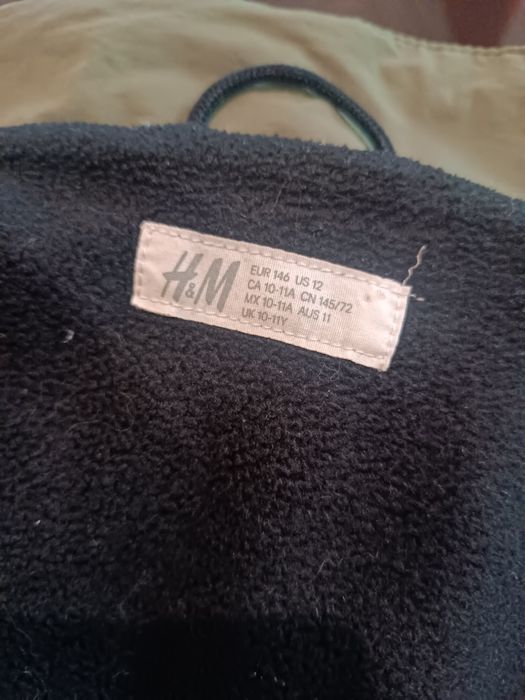 H&M
EUR 146 US 12
CA 10-11A CN 145/72
MX 10-11A AUS 11
UK 10-11Y